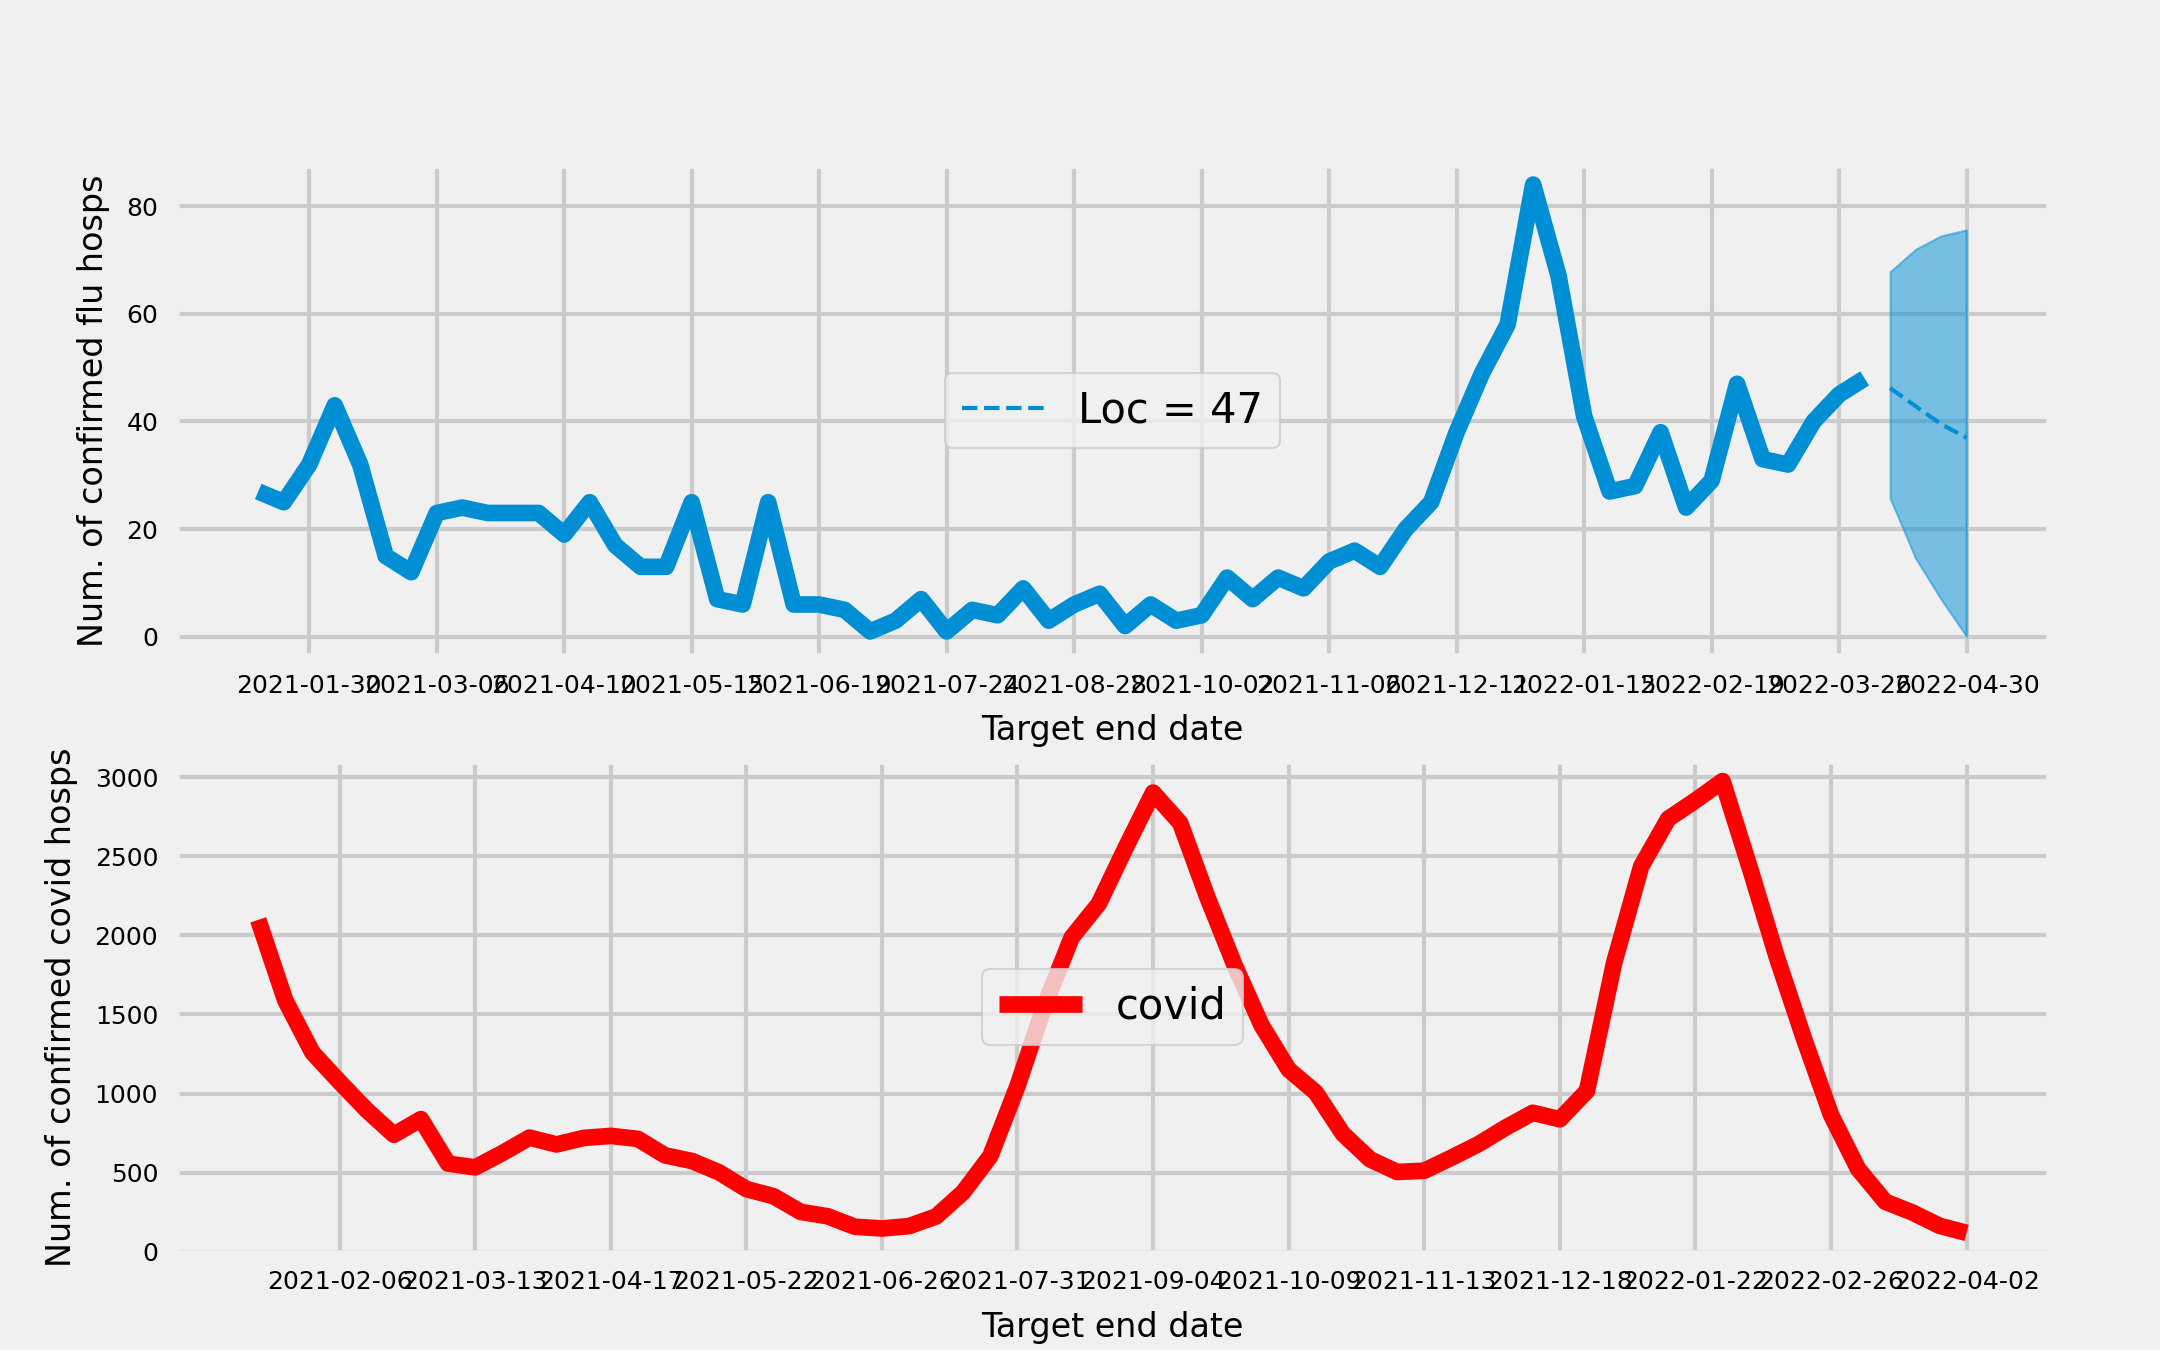 Num. of confirmed flu hosps
80
60
40
20
0
Loc = 47
2021-01-30 2021-03-06 2021-04-10 2021-05-15 2021-06-19 2021-07-24 2021-08-28 2021-10-02 2021-11-06 2021-12-11 2022-01-15 2022-02-19 2022-03-26 2022-04-30
Target end date
Num. of confirmed covid hosps
3000
2500
2000
1500
1000
500
0
covid
2021-02-06 2021-03-13 2021-04-17 2021-05-22 2021-06-26 2021-07-31 2021-09-04 2021-10-09 2021-11-13 2021-12-18 2022-01-22 2022-02-26 2022-04-02
Target end date